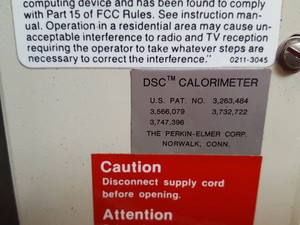 computing device and has been found to comply
with Part 15 of FCC Rules. See instruction man-
ual. Operation in a residential area may cause un-
acceptable interference to radio and TV reception
requiring the operator to take whatever steps are
necessary to correct the interference."
0211-3045
DSC™ CALORIMETER
U.S. PAT. NO. 3,263,484
3,566,079 3,732,722
3,747,396
THE PERKIN-ELMER CORP.
NORWALK, CONN.
Caution
Disconnect supply cord
before opening.
Attention